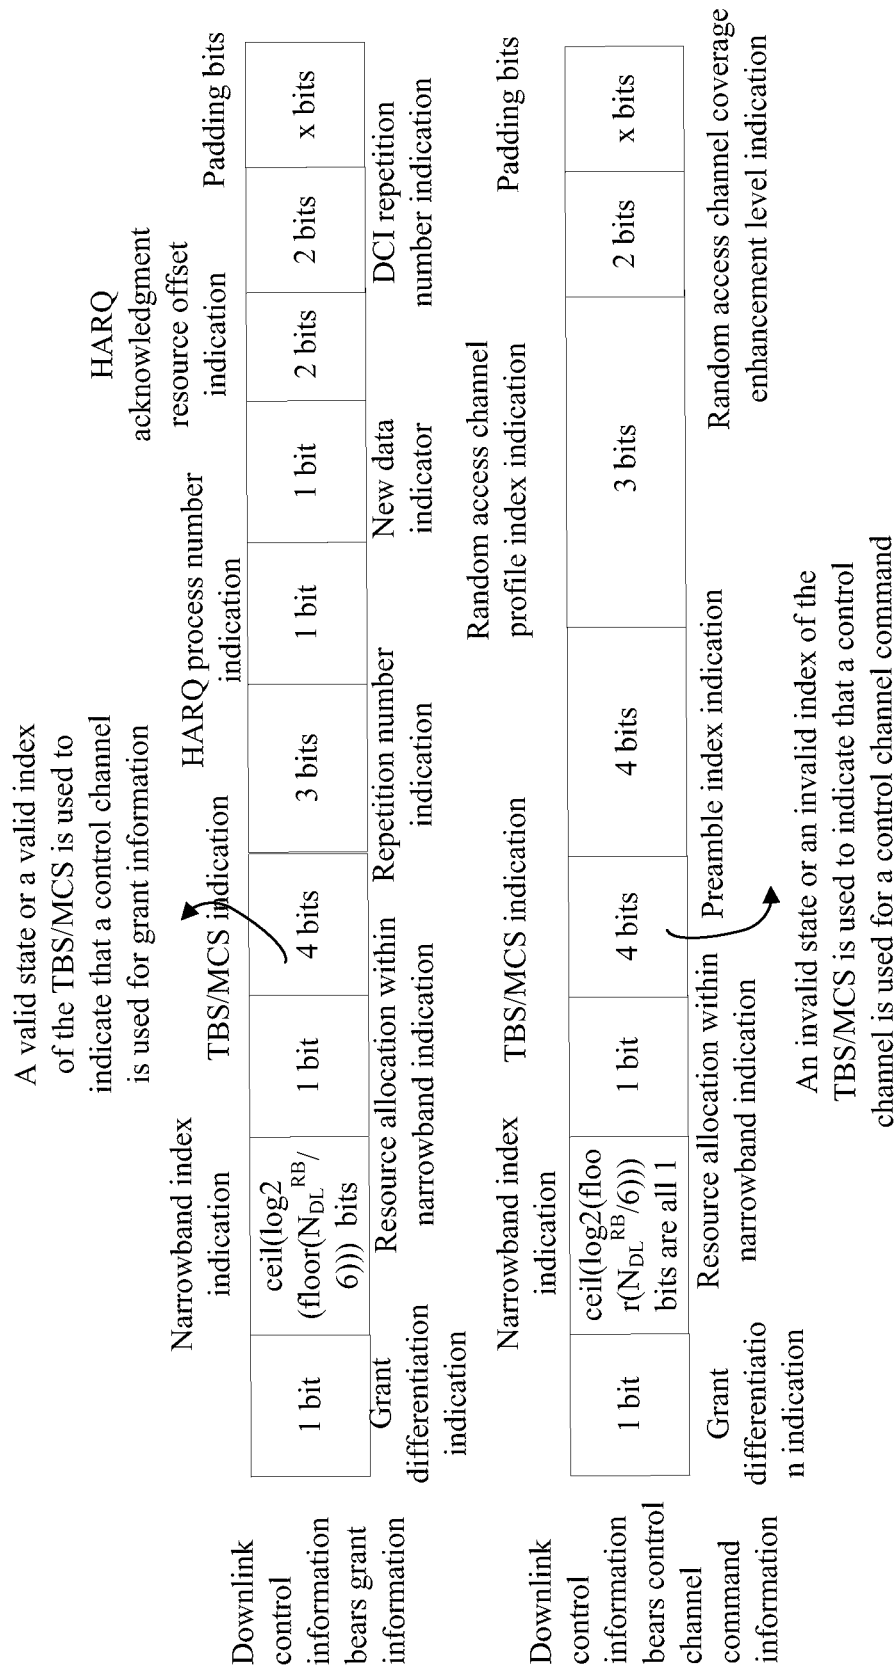 A valid state or a valid index
of the TBS/MCS is used to
indicate that a control channel
is used for grant information
Narrowband index
indication
TBS/MCS indication
HARQ process number
indication
HARQ
acknowledgment
resource offset
indication
Padding bits
Downlink
control
information
bears grant
information
1 bit
ceil(log2
(floor(N_DL^RB/
6))) bits
1 bit
4 bits
3 bits
1 bit
1 bit
2 bits
2 bits
x bits
Grant
differentiation
indication
Resource allocation within
narrowband indication
Repetition number
indication
New data
indicator
DCI repetition
number indication
Narrowband index
indication
TBS/MCS indication
Random access channel
profile index indication
Padding bits
Downlink
control
information
bears control
channel
command
information
1 bit
ceil(log2(floo
r(N_DL^RB/6)))
bits are all 1
1 bit
4 bits
4 bits
3 bits
2 bits
x bits
Grant
differentiatio
n indication
Resource allocation within
narrowband indication
Preamble index indication
Random access channel coverage
enhancement level indication
An invalid state or an invalid index of the
TBS/MCS is used to indicate that a control
channel is used for a control channel command